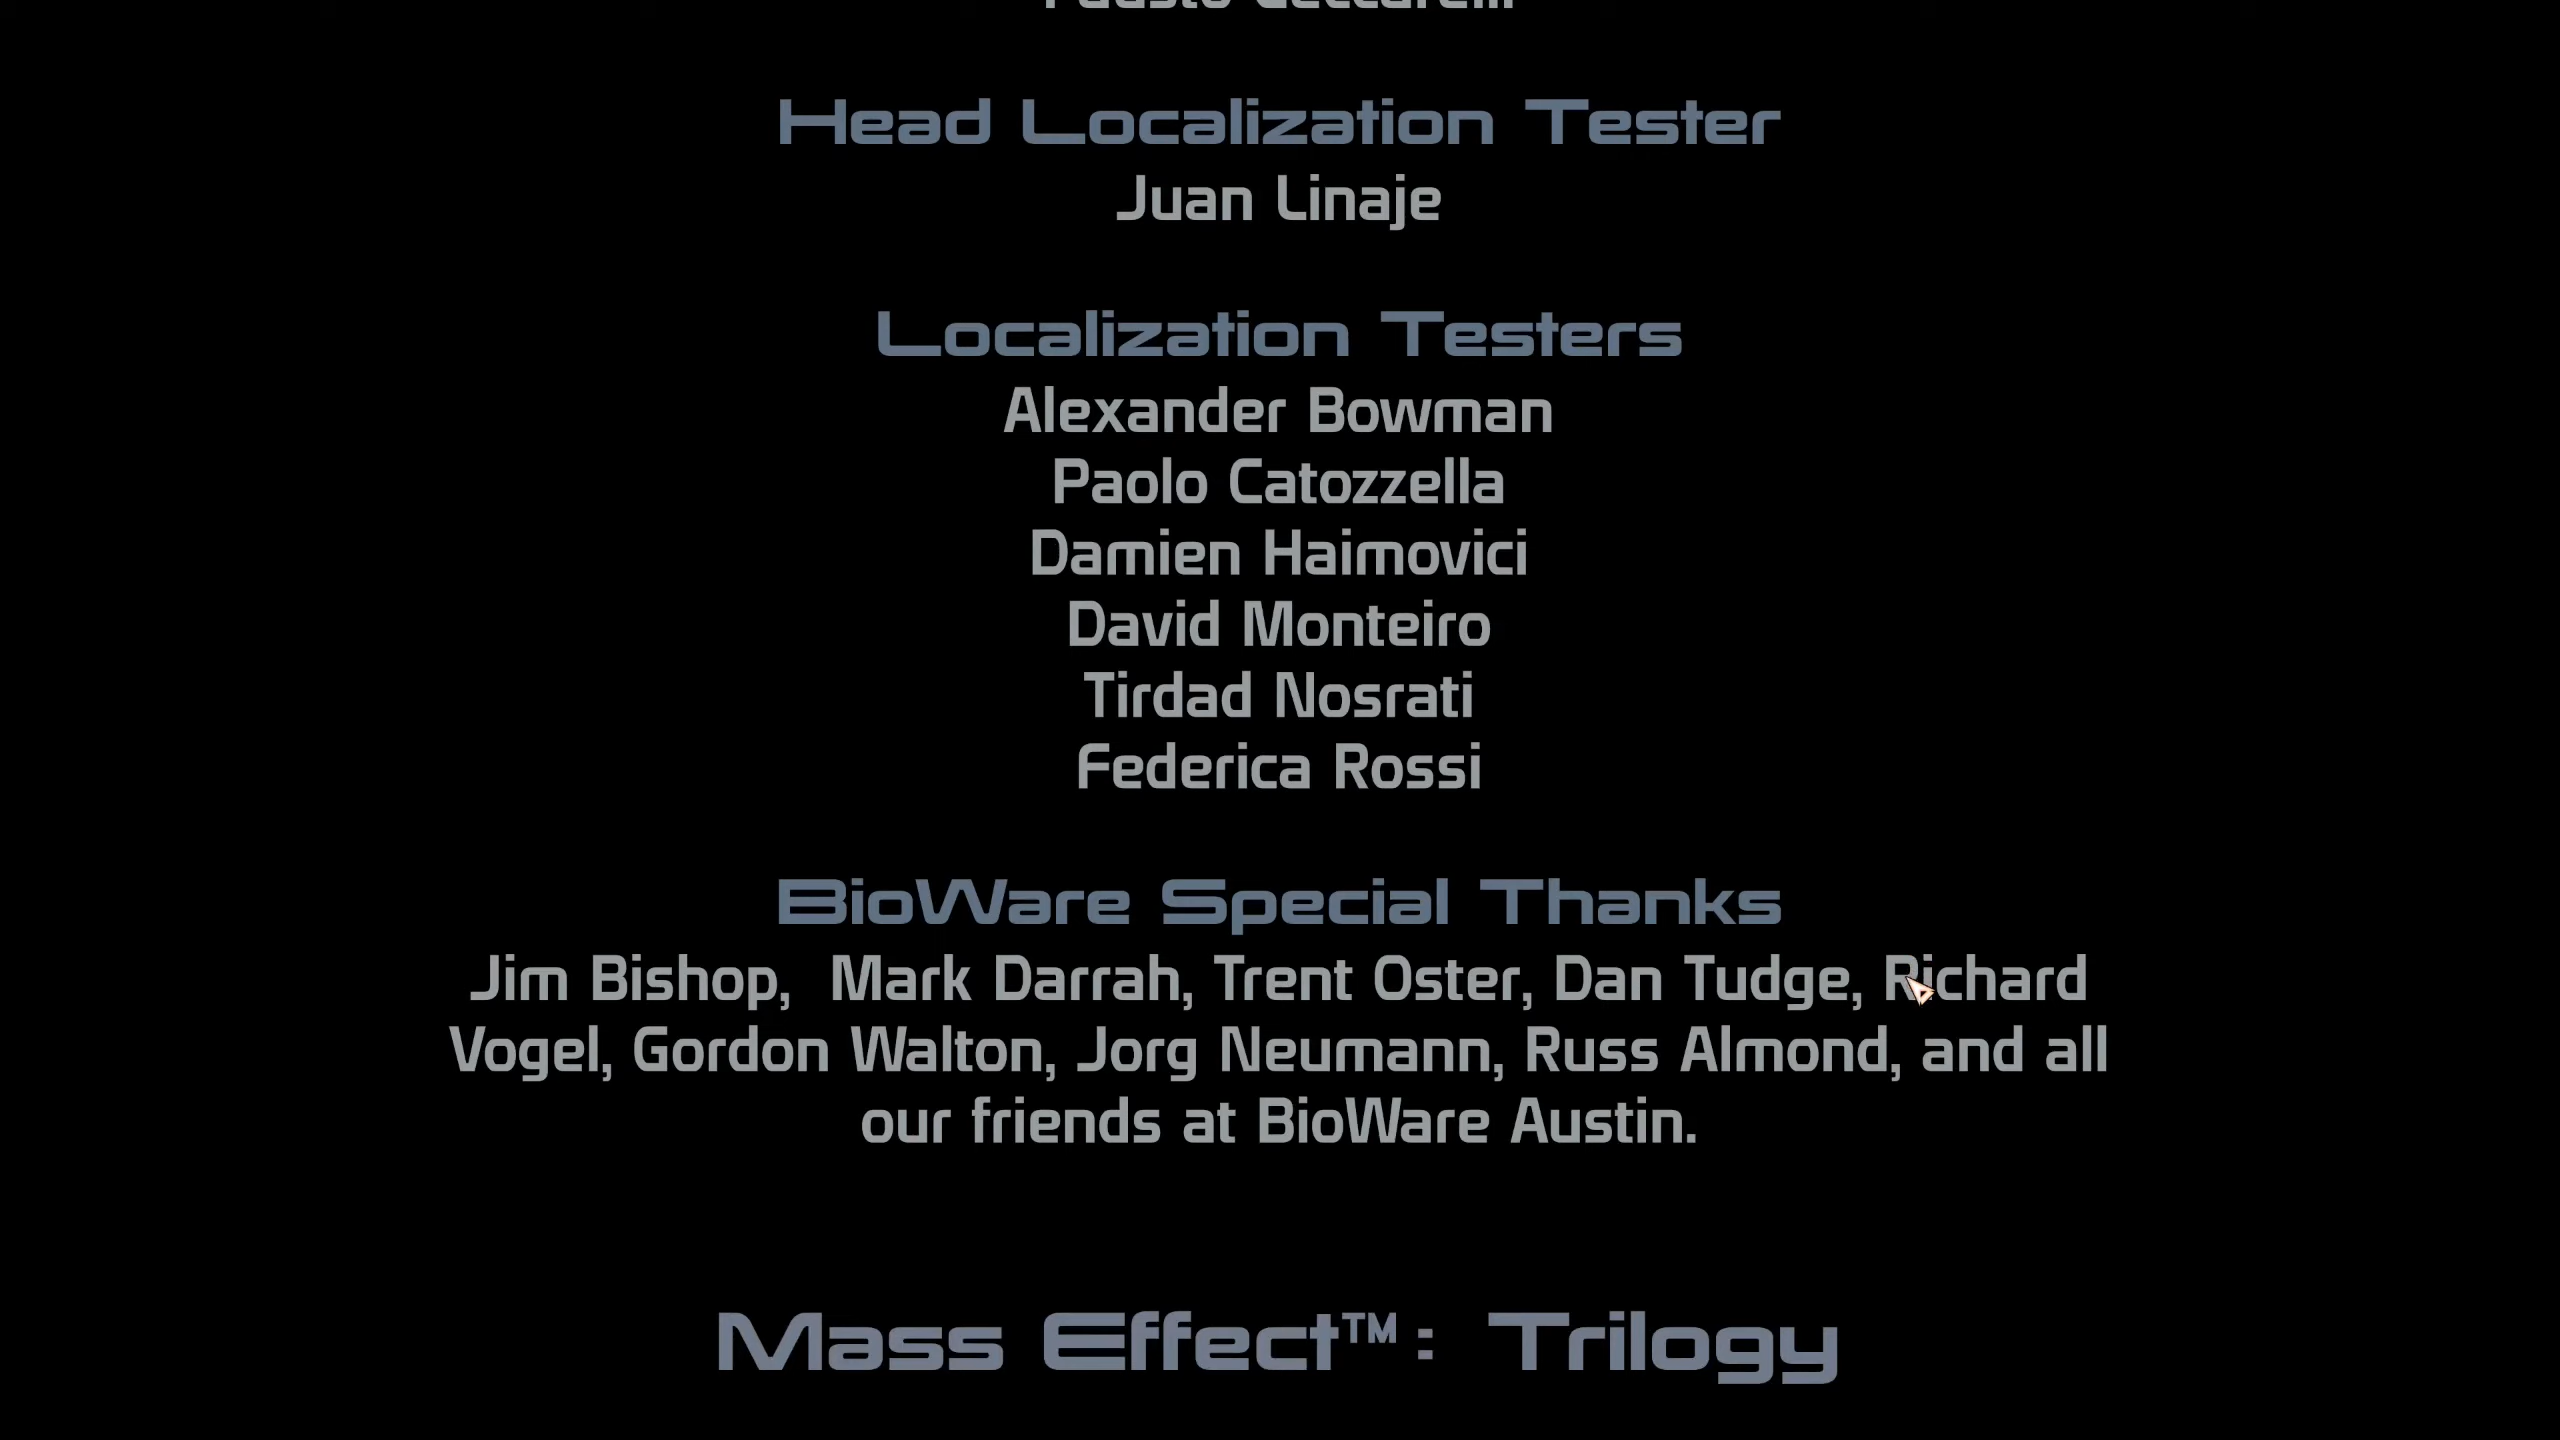 Head Localization Tester
Juan Linaje
Localization Testers
Alexander Bowman
Paolo Catozzella
Damien Haimovici
David Monteiro
Tirdad Nosrati
Federica Rossi
BioWare Special Thanks
Jim Bishop,  Mark Darrah, Trent Oster, Dan Tudge, Richard
Vogel, Gordon Walton, Jorg Neumann, Russ Almond, and all
our friends at BioWare Austin.
Mass Effect™: Trilogy